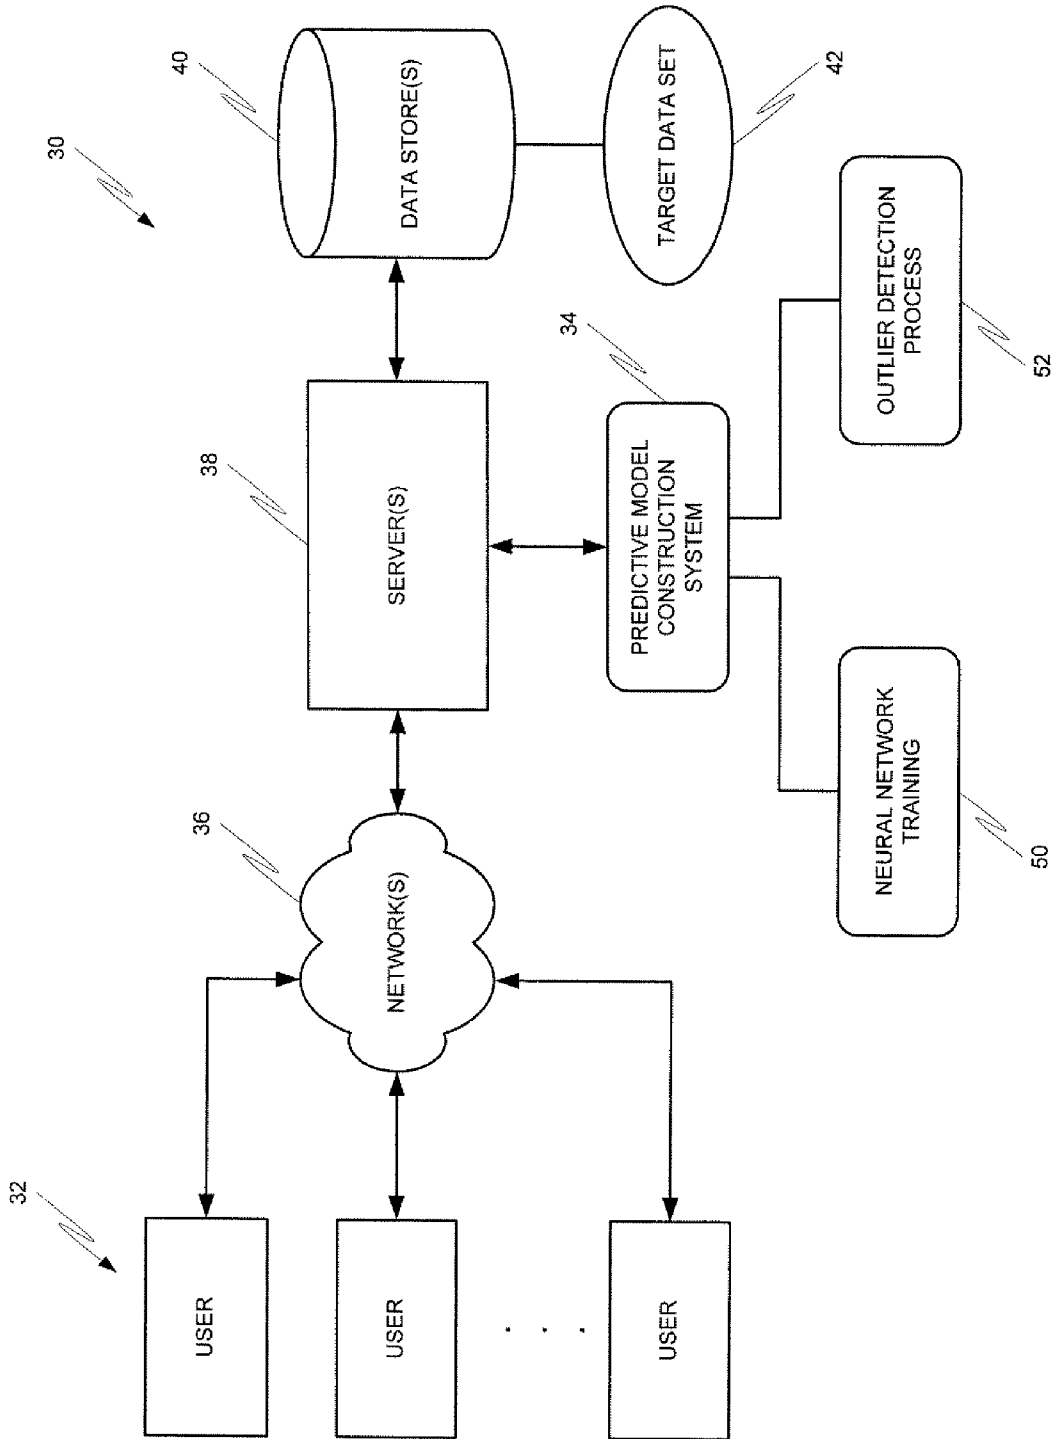 30
32
USER
USER
. . .
USER
36
NETWORK(S)
38
SERVER(S)
40
DATA STORE(S)
TARGET DATA SET
42
34
PREDICTIVE MODEL
CONSTRUCTION
SYSTEM
NEURAL NETWORK
TRAINING
50
OUTLIER DETECTION
PROCESS
52